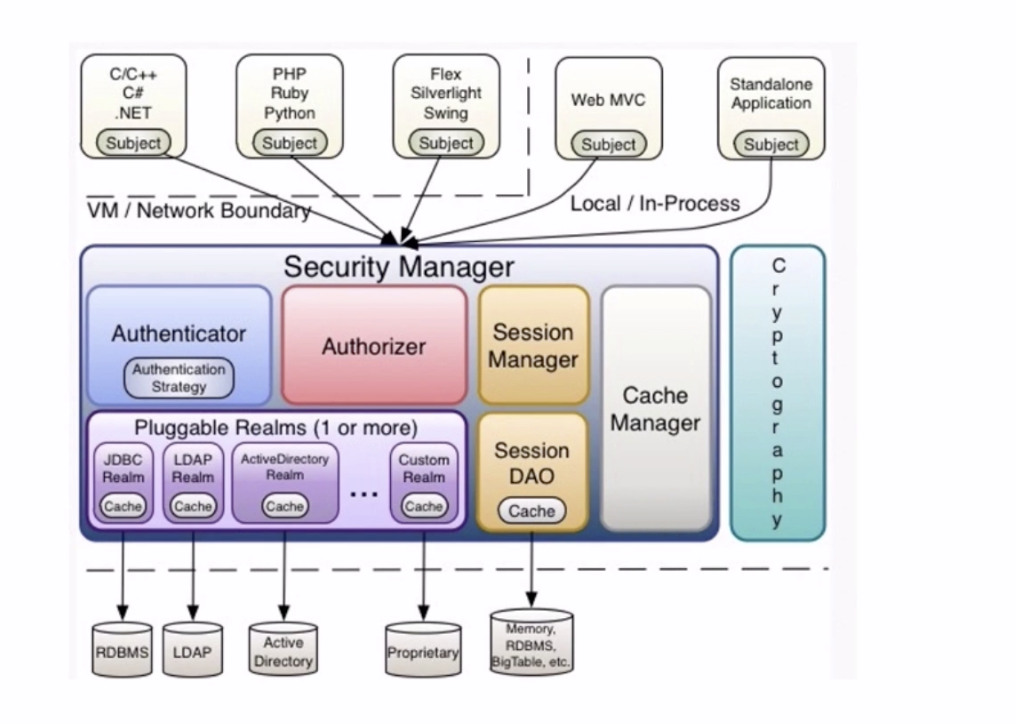 C/C++
C#
.NET
Subject
PHP
Ruby
Python
Subject
Flex
Silverlight
Swing
Subject
Web MVC
Subject
Standalone
Application
Subject
VM / Network Boundary
Local / In-Process
Security Manager
Authenticator
Authentication
Strategy
Authorizer
Session
Manager
Cache
Manager
Pluggable Realms (1 or more)
JDBC
Realm
Cache
LDAP
Realm
Cache
ActiveDirectory
Realm
Cache
...
Custom
Realm
Cache
Session
DAO
Cache
C
r
y
p
t
o
g
r
a
p
h
y
RDBMS
LDAP
Active
Directory
Proprietary
Memory,
RDBMS,
BigTable, etc.